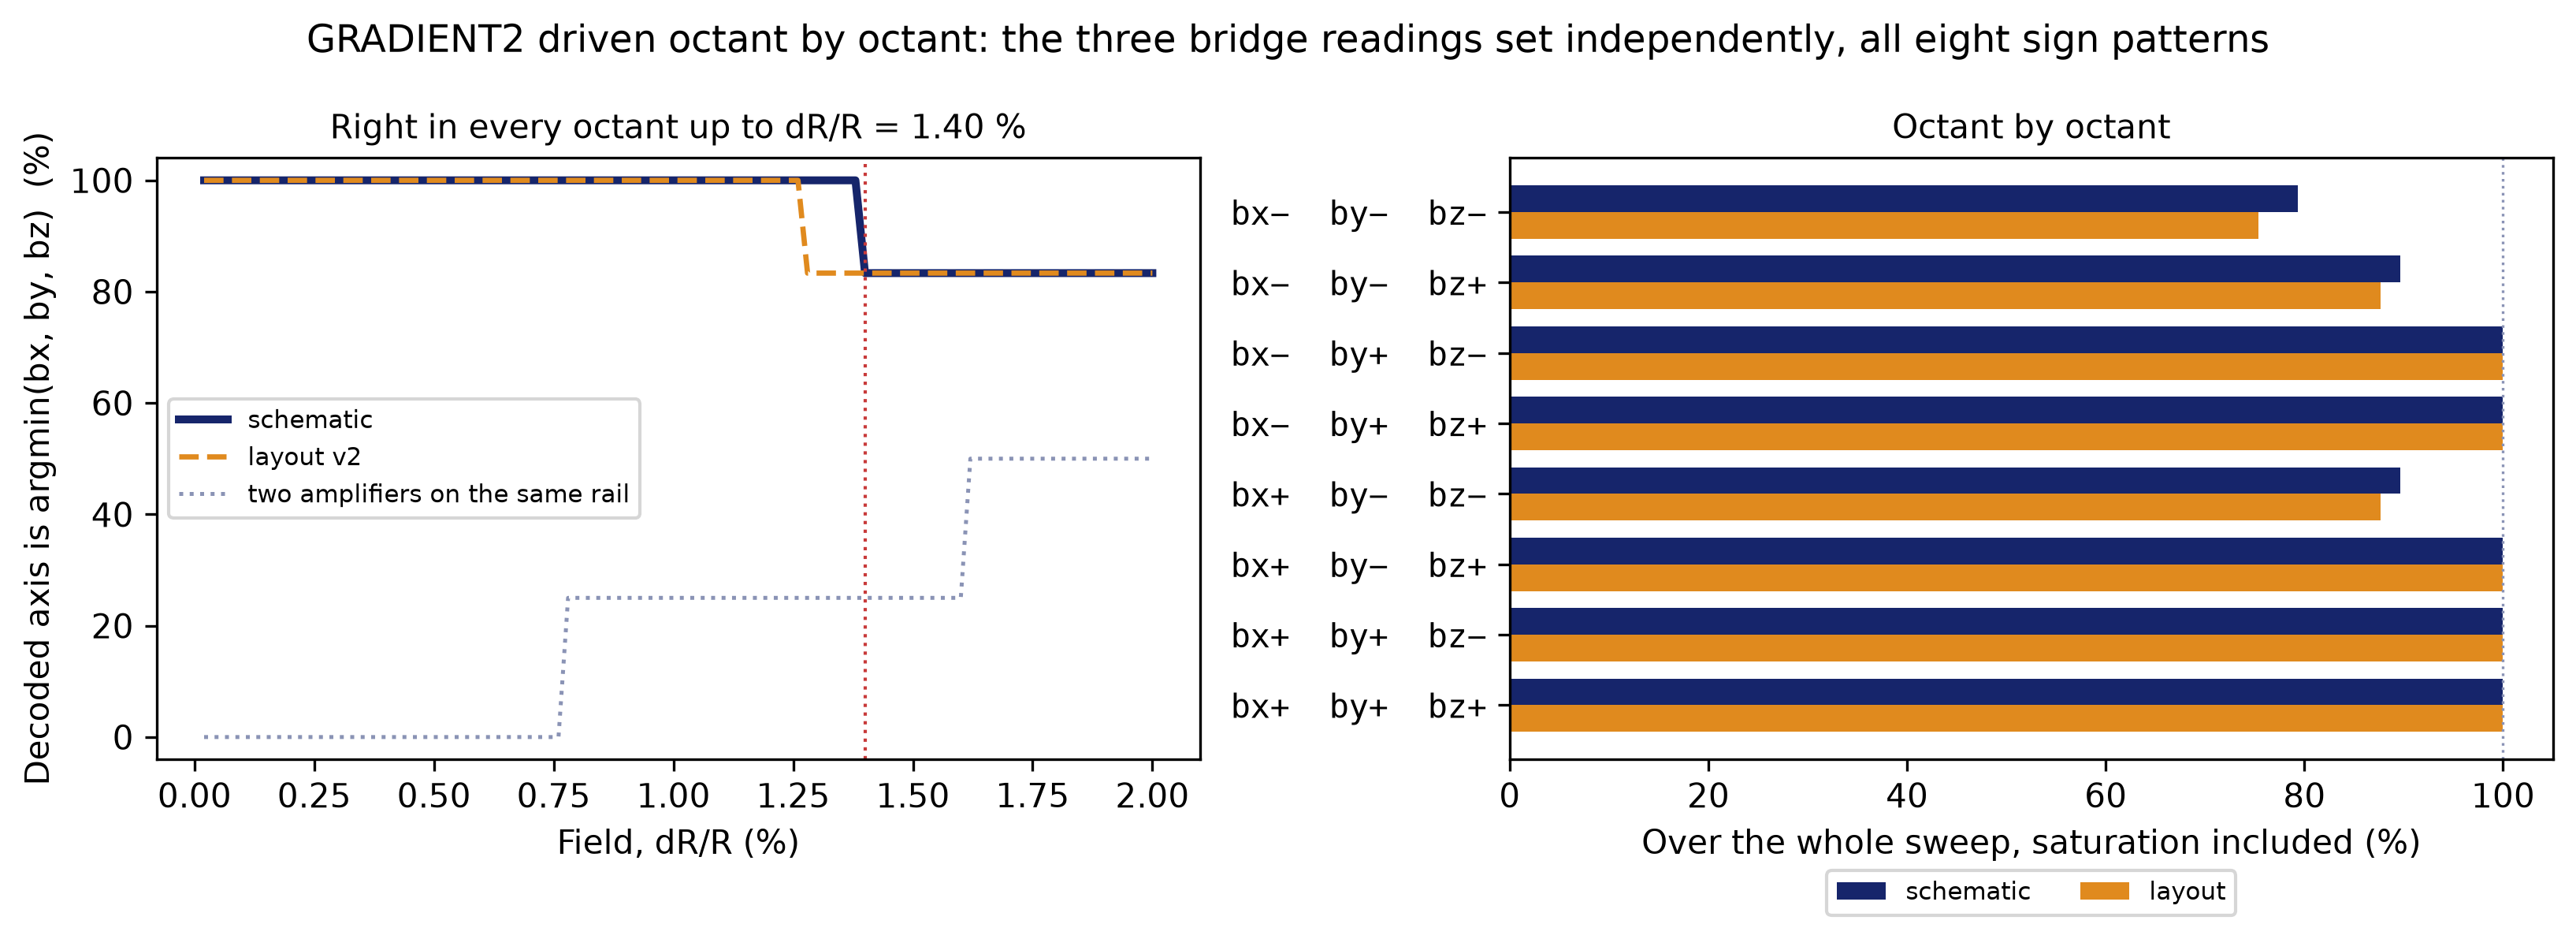 GRADIENT2 driven octant by octant: the three bridge readings set independently, all eight sign patterns
Right in every octant up to dR/R = 1.40 %
Decoded axis is argmin(bx, by, bz)  (%)
100
80
60
40
20
0
schematic
layout v2
two amplifiers on the same rail
0.00 0.25 0.50 0.75 1.00 1.25 1.50 1.75 2.00
Field, dR/R (%)
Octant by octant
bx− by− bz−
bx− by− bz+
bx− by+ bz−
bx− by+ bz+
bx+ by− bz−
bx+ by− bz+
bx+ by+ bz−
bx+ by+ bz+
0 20 40 60 80 100
Over the whole sweep, saturation included (%)
schematic layout